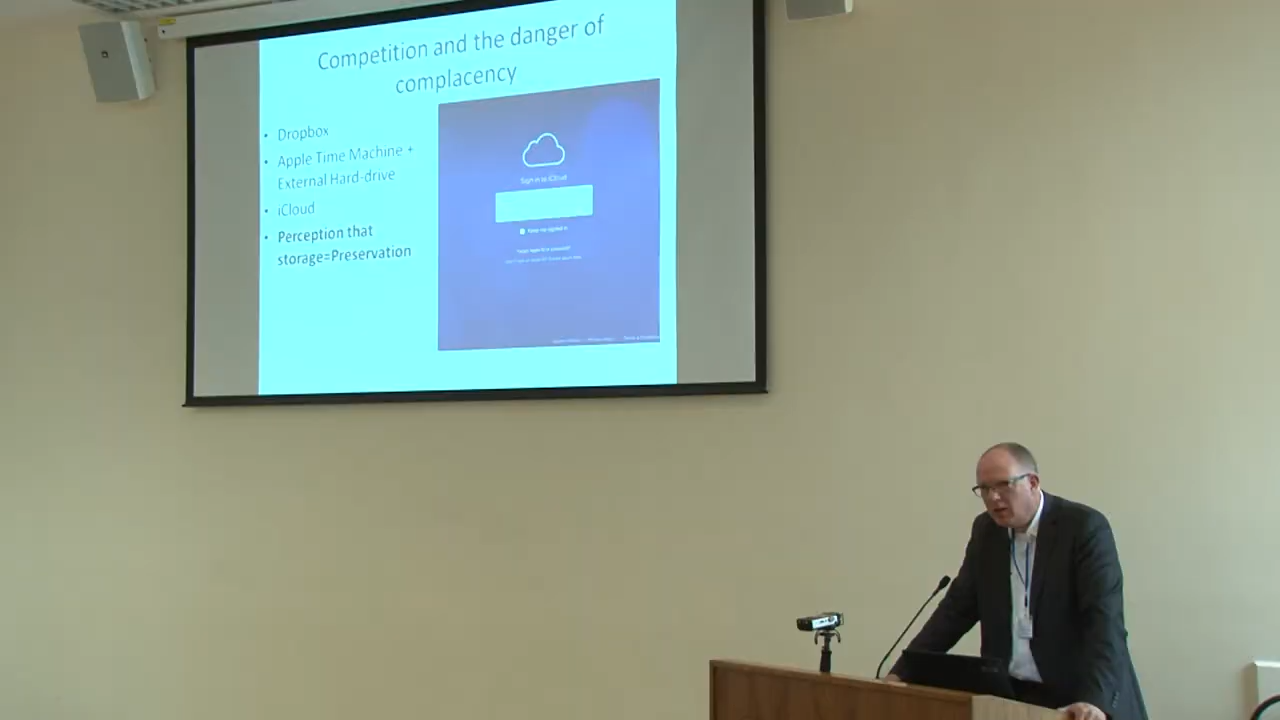 Competition and the danger of
complacency
• Dropbox
• Apple Time Machine +
External Hard-drive
• iCloud
• Perception that
storage=Preservation
Sign in to iCloud
Keep me signed in